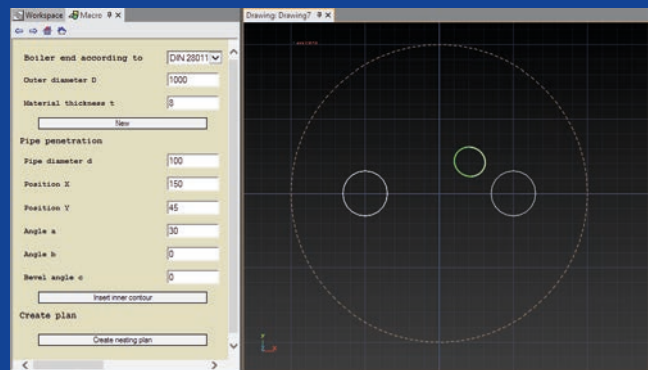 Workspace Macro Drawing: Drawing7
Boiler end according to DIN 28011
Outer diameter D 1000
Material thickness t 8
New
Pipe penetration
Pipe diameter d 100
Position X 150
Position Y 45
Angle a 30
Angle b 0
Bevel angle c 0
Insert inner contour
Create plan
Create nesting plan